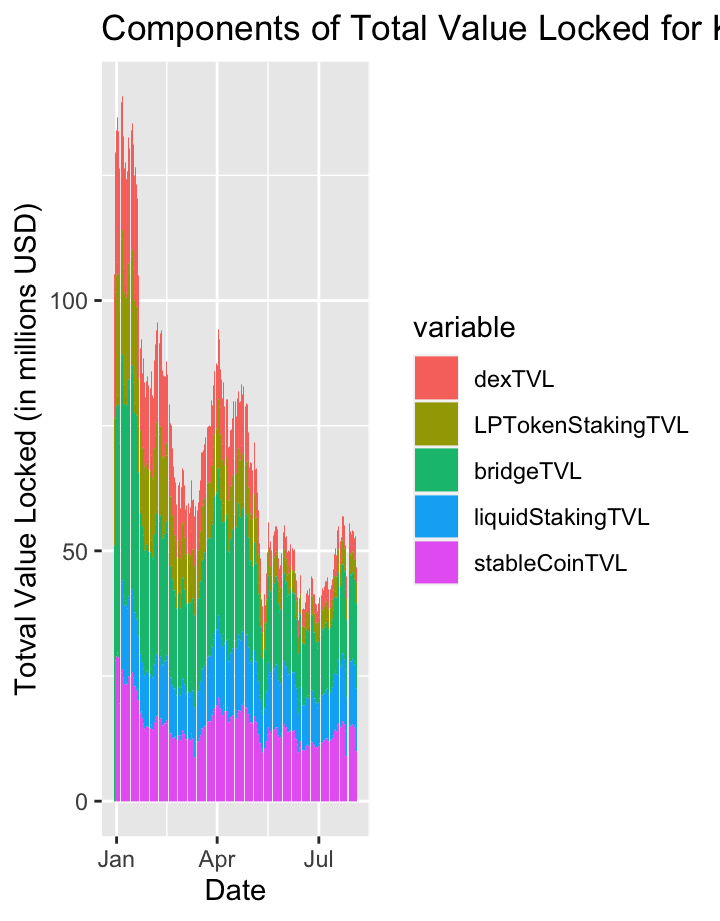 Components of Total Value Locked for
Totval Value Locked (in millions USD)
100
50
0
Jan Apr Jul
Date
variable
dexTVL
LPTokenStakingTVL
bridgeTVL
liquidStakingTVL
stableCoinTVL